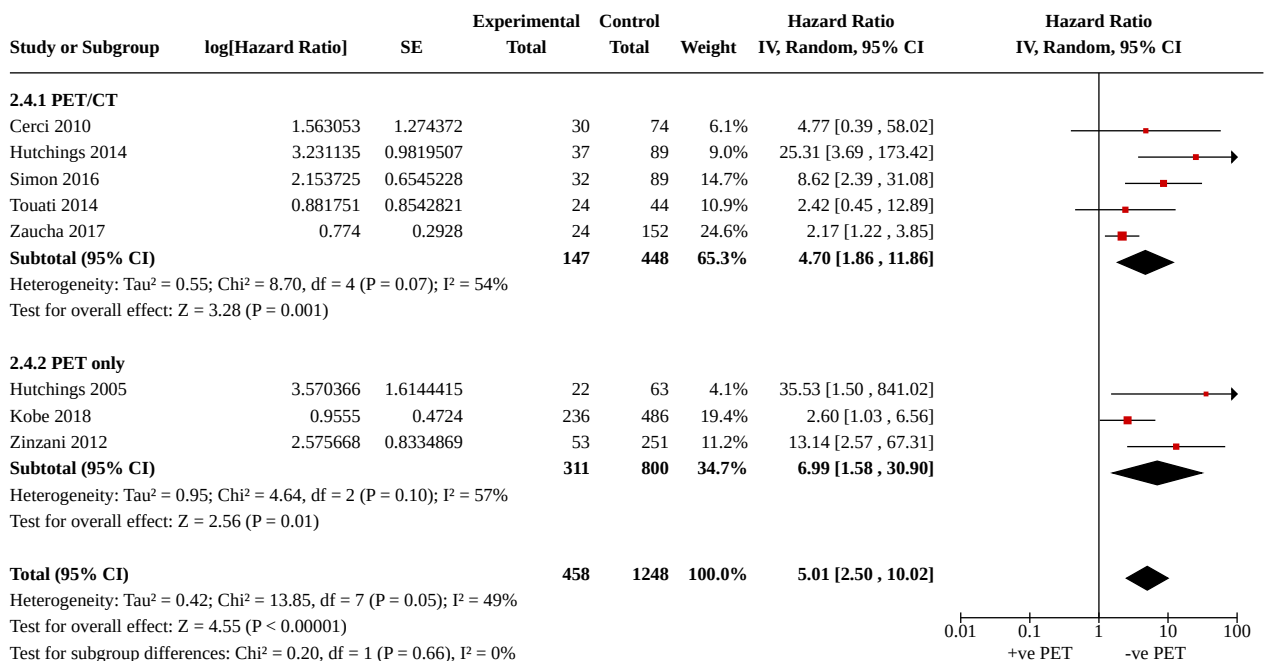 Experimental Control Hazard Ratio Hazard Ratio
Study or Subgroup log[Hazard Ratio] SE Total Total Weight IV, Random, 95% CI IV, Random, 95% CI
2.4.1 PET/CT
Cerci 2010 1.563053 1.274372 30 74 6.1% 4.77 [0.39 , 58.02]
Hutchings 2014 3.231135 0.9819507 37 89 9.0% 25.31 [3.69 , 173.42]
Simon 2016 2.153725 0.6545228 32 89 14.7% 8.62 [2.39 , 31.08]
Touati 2014 0.881751 0.8542821 24 44 10.9% 2.42 [0.45 , 12.89]
Zaucha 2017 0.774 0.2928 24 152 24.6% 2.17 [1.22 , 3.85]
Subtotal (95% CI) 147 448 65.3% 4.70 [1.86 , 11.86]
Heterogeneity: Tau² = 0.55; Chi² = 8.70, df = 4 (P = 0.07); I² = 54%
Test for overall effect: Z = 3.28 (P = 0.001)
2.4.2 PET only
Hutchings 2005 3.570366 1.6144415 22 63 4.1% 35.53 [1.50 , 841.02]
Kobe 2018 0.9555 0.4724 236 486 19.4% 2.60 [1.03 , 6.56]
Zinzani 2012 2.575668 0.8334869 53 251 11.2% 13.14 [2.57 , 67.31]
Subtotal (95% CI) 311 800 34.7% 6.99 [1.58 , 30.90]
Heterogeneity: Tau² = 0.95; Chi² = 4.64, df = 2 (P = 0.10); I² = 57%
Test for overall effect: Z = 2.56 (P = 0.01)
Total (95% CI) 458 1248 100.0% 5.01 [2.50 , 10.02]
Heterogeneity: Tau² = 0.42; Chi² = 13.85, df = 7 (P = 0.05); I² = 49%
Test for overall effect: Z = 4.55 (P < 0.00001)
Test for subgroup differences: Chi² = 0.20, df = 1 (P = 0.66), I² = 0%
0.01 0.1 1 10 100
+ve PET -ve PET